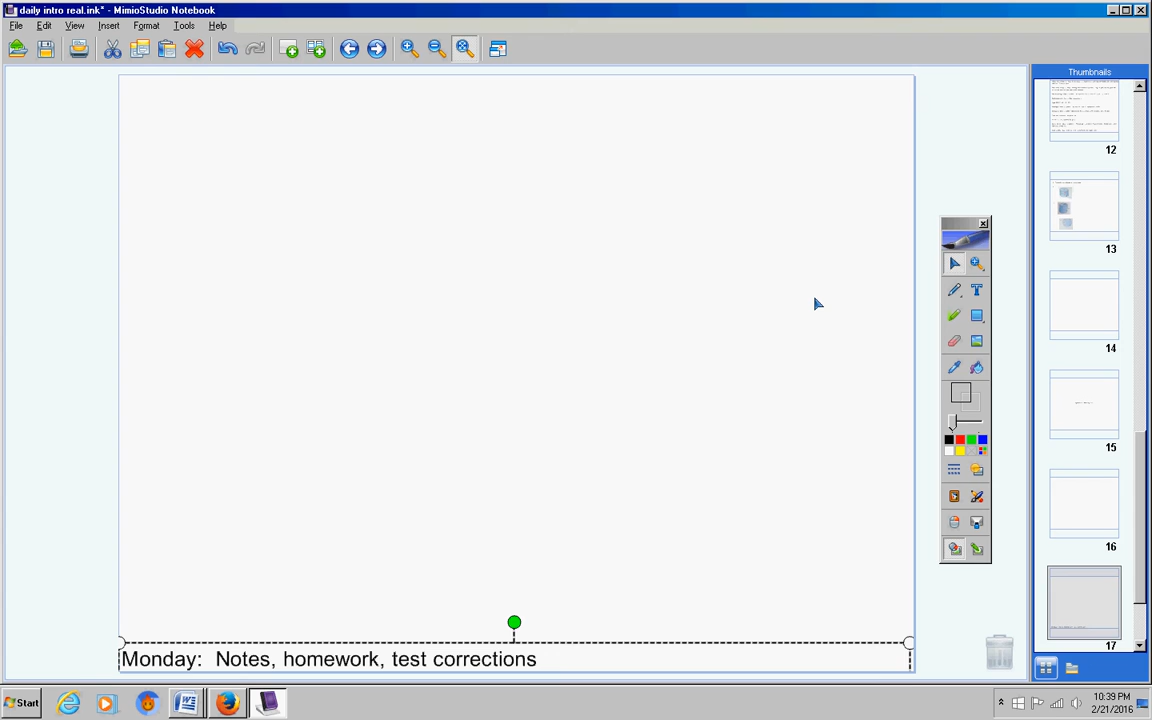 daily intro real.ink* - MimioStudio Notebook
File Edit View Insert Format Tools Help
Thumbnails
12
13
14
15
16
17
Monday: Notes, homework, test corrections
Start
10:39 PM
2/21/2016